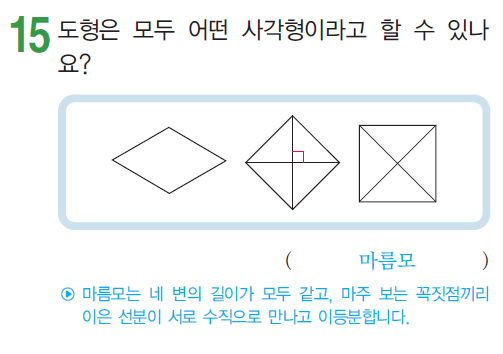 15 도형은 모두 어떤 사각형이라고 할 수 있나
요?
( 마름모 )
마름모는 네 변의 길이가 모두 같고, 마주 보는 꼭짓점끼리
이은 선분이 서로 수직으로 만나고 이등분합니다.